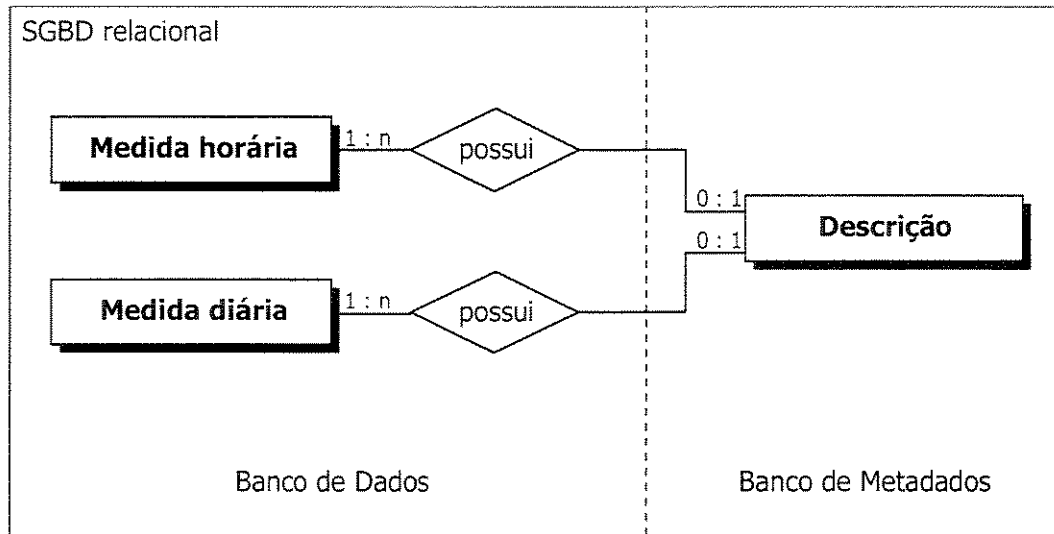 SGBD relacional
Medida horária
1 : n
possui
0 : 1
Descrição
0 : 1
Medida diária
1 : n
possui
Banco de Dados
Banco de Metadados